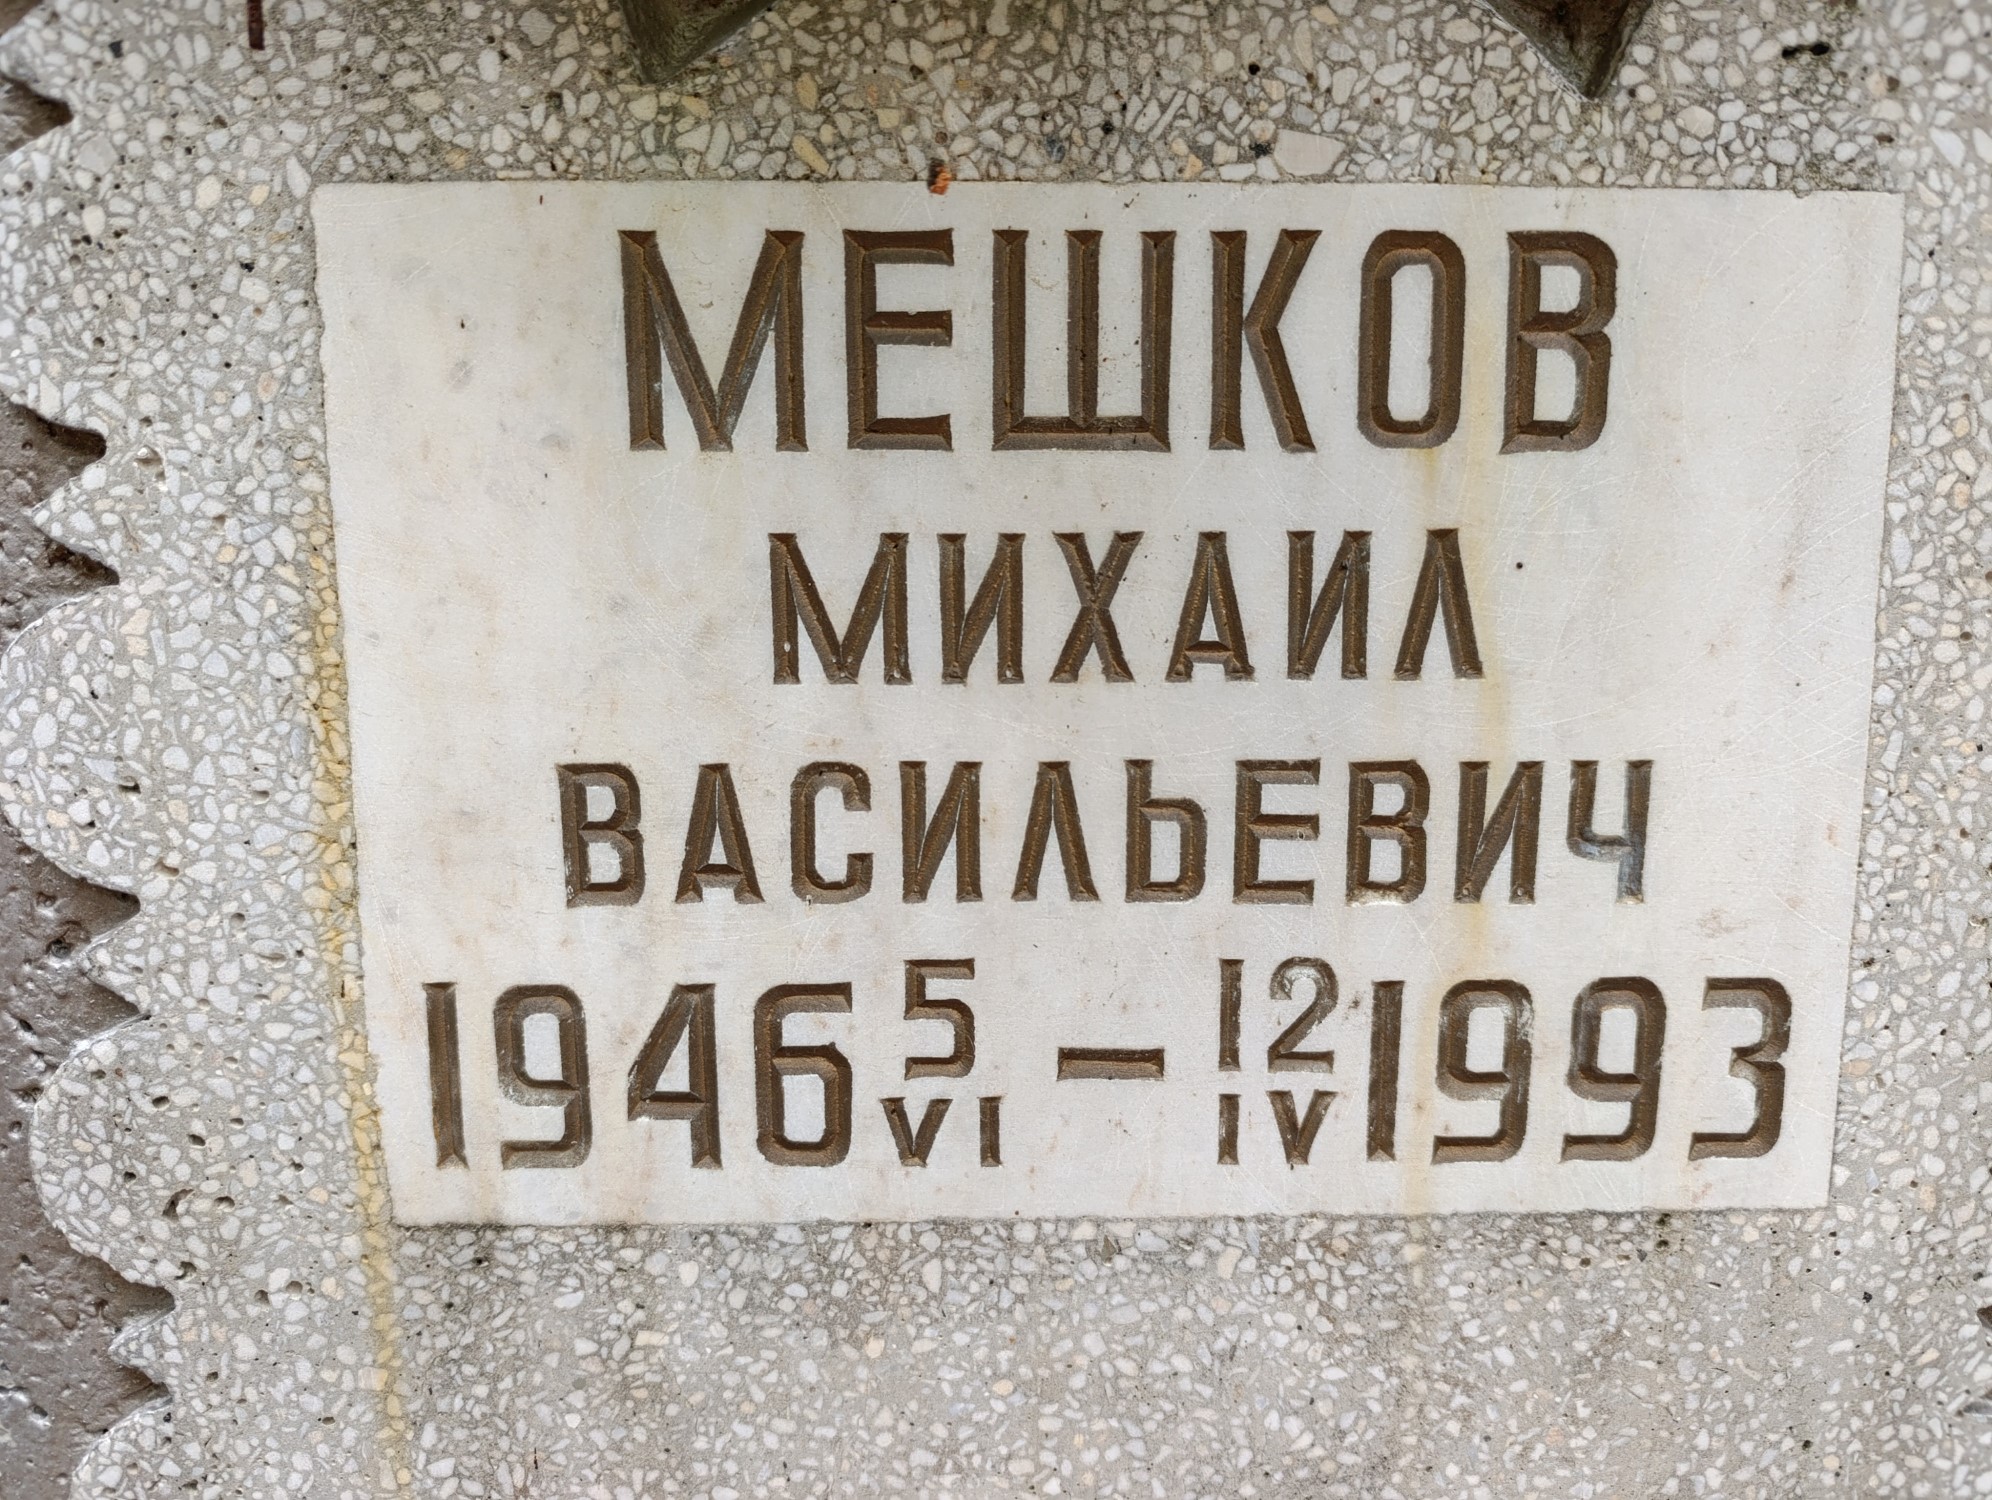 МЕШКОВ
МИХАИЛ
ВАСИЛЬЕВИЧ
1946 5/VI – 12/IV 1993